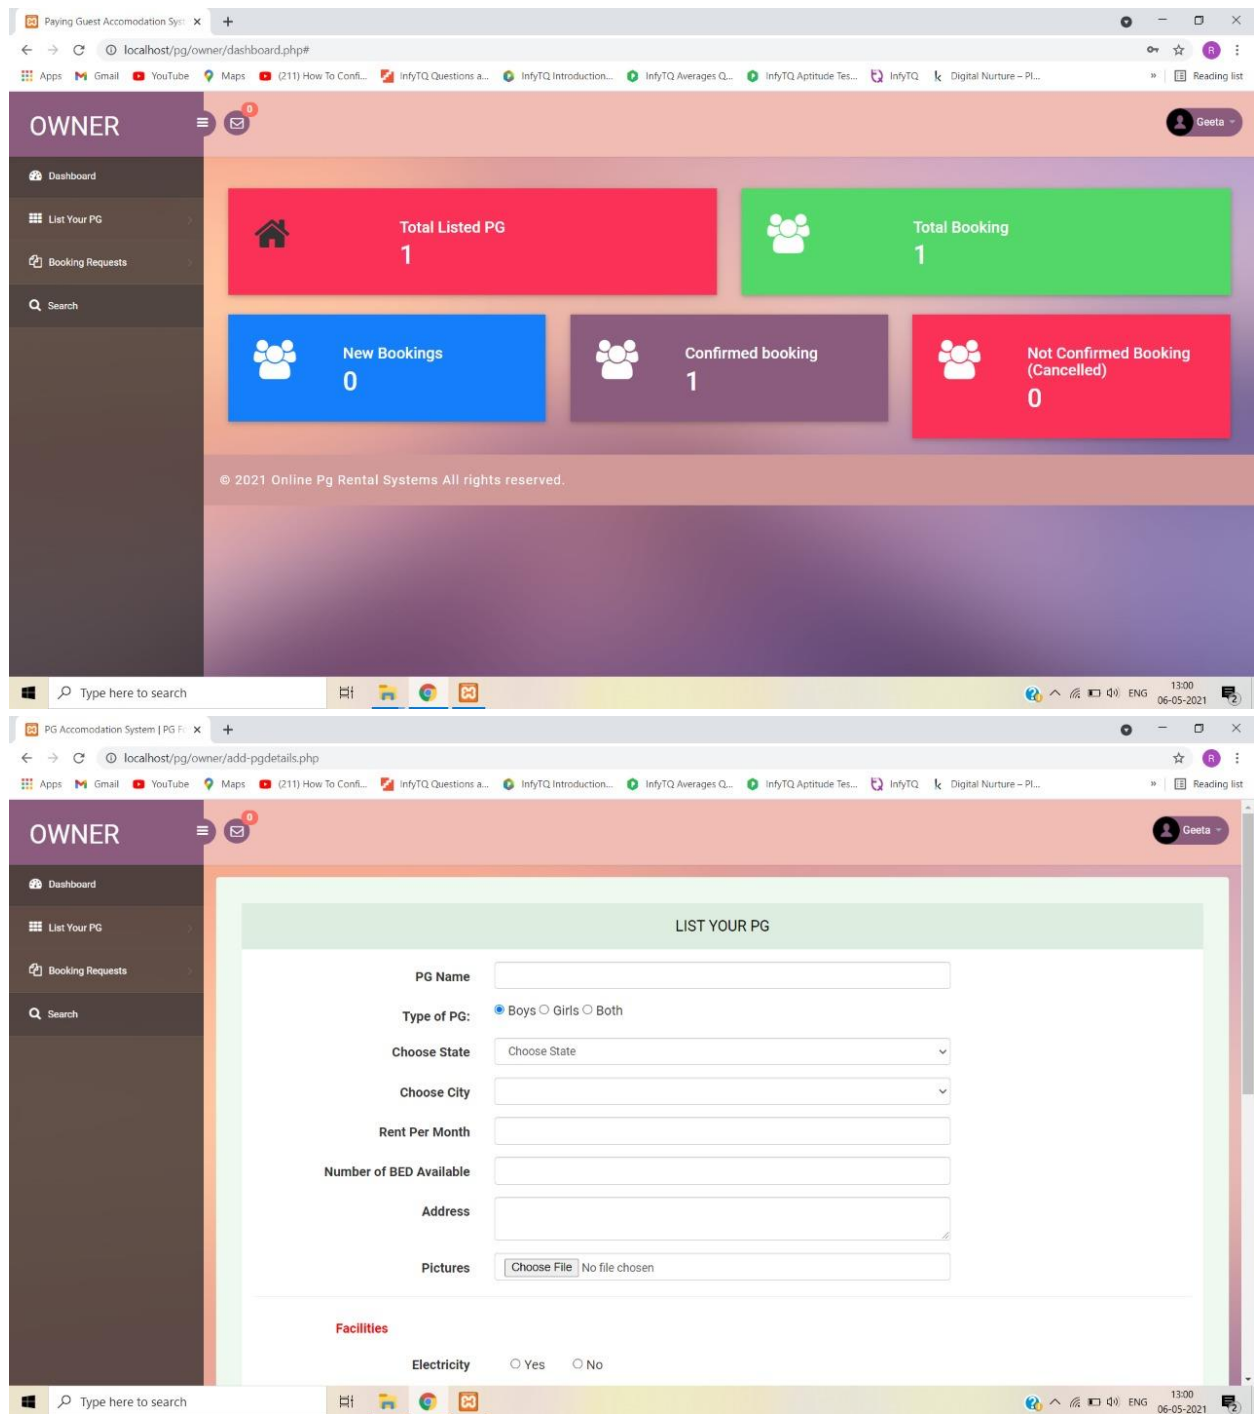 Paying Guest Accomodation Syst
localhost/pg/owner/dashboard.php#
R
Apps Gmail YouTube Maps (211) How To Confi... InfyTQ Questions a... InfyTQ Introduction... InfyTQ Averages Q... InfyTQ Aptitude Tes... InfyTQ Digital Nurture – Pl... » Reading list
OWNER 0 Geeta
Dashboard
List Your PG
Booking Requests
Search
Total Listed PG
1
Total Booking
1
New Bookings
0
Confirmed booking
1
Not Confirmed Booking
(Cancelled)
0
© 2021 Online Pg Rental Systems All rights reserved.
Type here to search ENG 13:00
06-05-2021 2
PG Accomodation System | PG Fo
localhost/pg/owner/add-pgdetails.php
R
Apps Gmail YouTube Maps (211) How To Confi... InfyTQ Questions a... InfyTQ Introduction... InfyTQ Averages Q... InfyTQ Aptitude Tes... InfyTQ Digital Nurture – Pl... » Reading list
OWNER 0 Geeta
Dashboard
List Your PG
Booking Requests
Search
LIST YOUR PG
PG Name
Type of PG: Boys Girls Both
Choose State Choose State
Choose City
Rent Per Month
Number of BED Available
Address
Pictures Choose File No file chosen
Facilities
Electricity Yes No
Type here to search ENG 13:00
06-05-2021 2